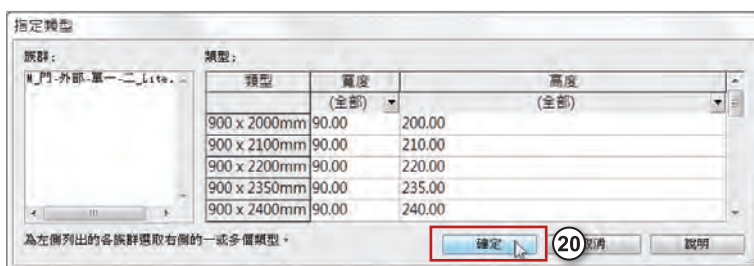 指定類型
族群： 類型：
M_門-外部-單一-二_Lite.
類型 寬度 高度
(全部) (全部)
900 x 2000mm 90.00 200.00
900 x 2100mm 90.00 210.00
900 x 2200mm 90.00 220.00
900 x 2350mm 90.00 235.00
900 x 2400mm 90.00 240.00
為左側列出的各族群選取右側的一或多個類型。
確定 20 取消 說明